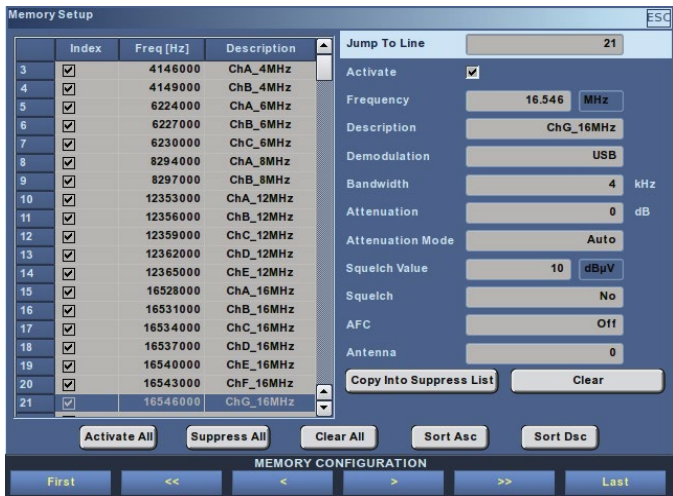 Memory Setup ESC
Index Freq [Hz] Description
3 4146000 ChA_4MHz
4 4149000 ChB_4MHz
5 6224000 ChA_6MHz
6 6227000 ChB_6MHz
7 6230000 ChC_6MHz
8 8294000 ChA_8MHz
9 8297000 ChB_8MHz
10 12353000 ChA_12MHz
11 12356000 ChB_12MHz
12 12359000 ChC_12MHz
13 12362000 ChD_12MHz
14 12365000 ChE_12MHz
15 16528000 ChA_16MHz
16 16531000 ChB_16MHz
17 16534000 ChC_16MHz
18 16537000 ChD_16MHz
19 16540000 ChE_16MHz
20 16543000 ChF_16MHz
21 16546000 ChG_16MHz
Jump To Line 21
Activate
Frequency 16.546 MHz
Description ChG_16MHz
Demodulation USB
Bandwidth 4 kHz
Attenuation 0 dB
Attenuation Mode Auto
Squelch Value 10 dBµV
Squelch No
AFC Off
Antenna 0
Copy Into Suppress List Clear
Activate All Suppress All Clear All Sort Asc Sort Dsc
MEMORY CONFIGURATION
First << < > >> Last